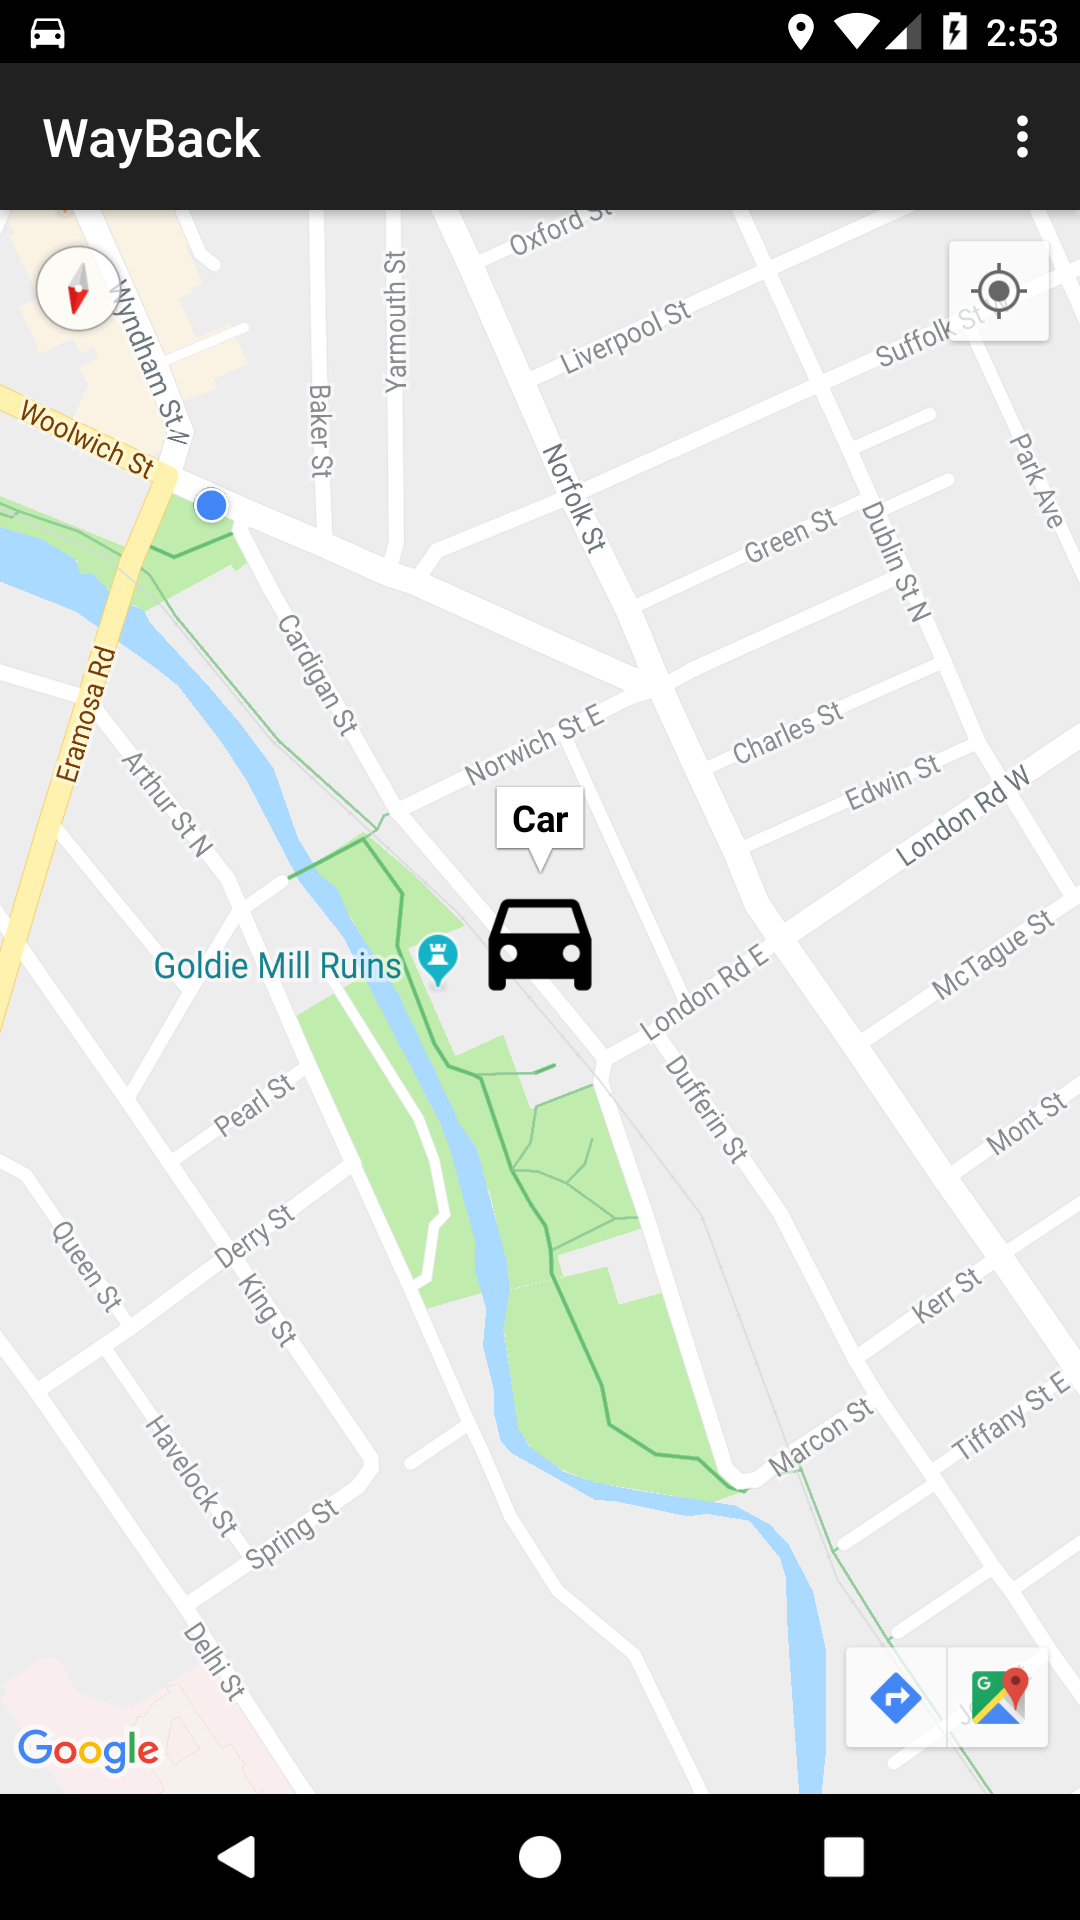 2:53
WayBack
Oxford St
Wyndham St N
Yarmouth St
Liverpool St
Suffolk St
Baker St
Woolwich St
Norfolk St
Park Ave
Green St
Dublin St N
Cardigan St
Eramosa Rd
Norwich St E
Charles St
Arthur St N
Edwin St
London Rd W
Car
Goldie Mill Ruins
London Rd E
McTague St
Pearl St
Dufferin St
Mont St
Queen St
Derry St
King St
Kerr St
Havelock St
Marcon St
Tiffany St E
Spring St
Delhi St
G
Google